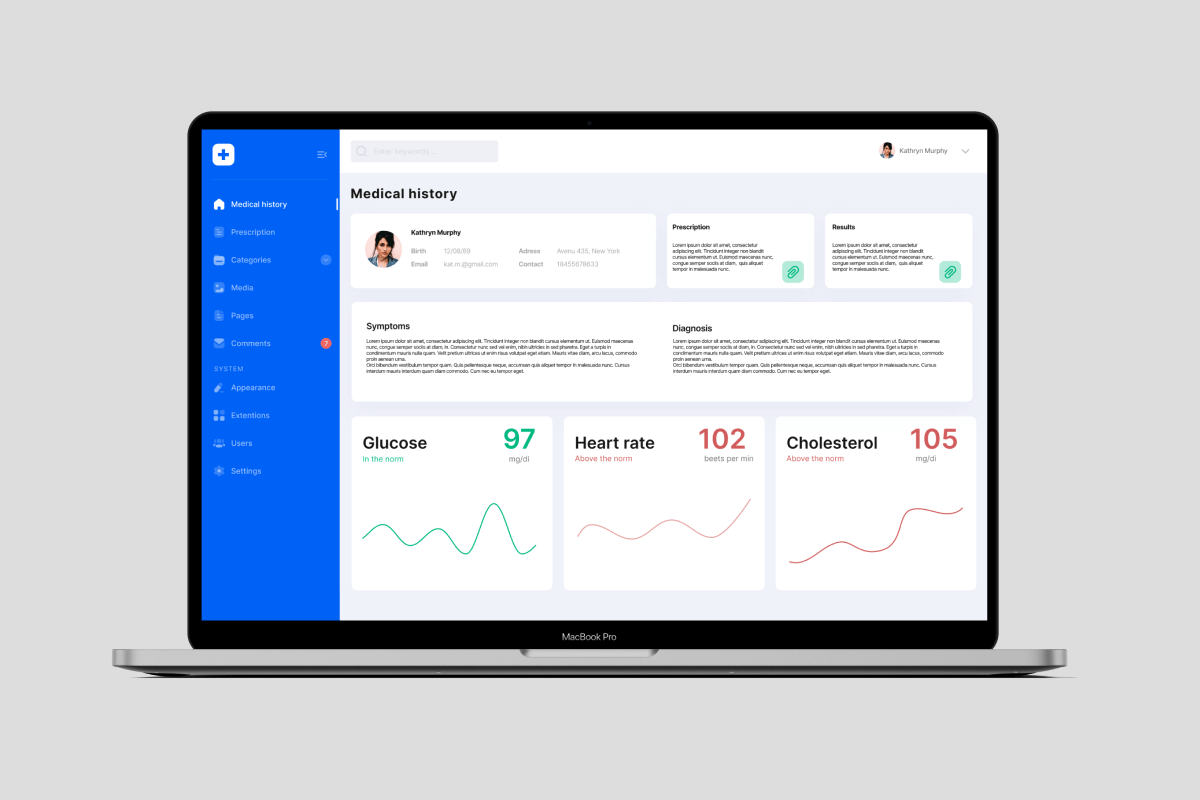 Enter keywords ...
Kathryn Murphy
Medical history
Prescription
Categories
Media
Pages
Comments
7
SYSTEM
Appearance
Extentions
Users
Settings
Medical history
Kathryn Murphy
Birth 12/08/89
Adress Avenu 435, New York
Email kat.m.@gmail.com
Contact 18455678633
Prescription
Lorem ipsum dolor sit amet, consectetur
adipiscing elit. Tincidunt integer non blandit
cursus elementum ut. Euismod maecenas nunc,
congue semper sociis at diam, quis aliquet
tempor in malesuada nunc.
Results
Lorem ipsum dolor sit amet, consectetur
adipiscing elit. Tincidunt integer non blandit
cursus elementum ut. Euismod maecenas nunc,
congue semper sociis at diam, quis aliquet
tempor in malesuada nunc.
Symptoms
Lorem ipsum dolor sit amet, consectetur adipiscing elit. Tincidunt integer non blandit cursus elementum ut. Euismod maecenas
nunc, congue semper sociis at diam, in. Consectetur nunc sed vel enim, nibh ultricies in sed pharetra. Eget a turpis in
condimentum mauris nulla quam. Velit pretium ultrices ut enim risus volutpat eget etiam. Mauris vitae diam, arcu lacus, commodo
proin aenean urna.
Orci bibendum vestibulum tempor quam. Quis pellentesque neque, accumsan quis aliquet tempor in malesuada nunc. Cursus
interdum mauris interdum quam diam commodo. Cum nec eu tempor eget.
Diagnosis
Lorem ipsum dolor sit amet, consectetur adipiscing elit. Tincidunt integer non blandit cursus elementum ut. Euismod maecenas
nunc, congue semper sociis at diam, in. Consectetur nunc sed vel enim, nibh ultricies in sed pharetra. Eget a turpis in
condimentum mauris nulla quam. Velit pretium ultrices ut enim risus volutpat eget etiam. Mauris vitae diam, arcu lacus, commodo
proin aenean urna.
Orci bibendum vestibulum tempor quam. Quis pellentesque neque, accumsan quis aliquet tempor in malesuada nunc. Cursus
interdum mauris interdum quam diam commodo. Cum nec eu tempor eget.
Glucose 97
In the norm mg/dl
Heart rate 102
Above the norm beets per min
Cholesterol 105
Above the norm mg/dl
MacBook Pro